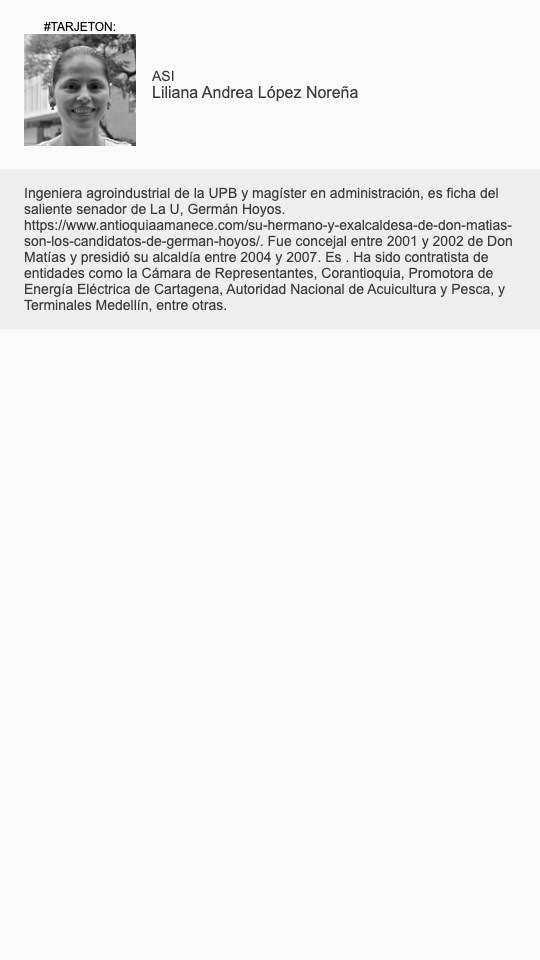 #TARJETON:
ASI
Liliana Andrea López Noreña
Ingeniera agroindustrial de la UPB y magíster en administración, es ficha del
saliente senador de La U, Germán Hoyos.
https://www.antioquiaamanece.com/su-hermano-y-exalcaldesa-de-don-matias-
son-los-candidatos-de-german-hoyos/. Fue concejal entre 2001 y 2002 de Don
Matías y presidió su alcaldía entre 2004 y 2007. Es . Ha sido contratista de
entidades como la Cámara de Representantes, Corantioquia, Promotora de
Energía Eléctrica de Cartagena, Autoridad Nacional de Acuicultura y Pesca, y
Terminales Medellín, entre otras.